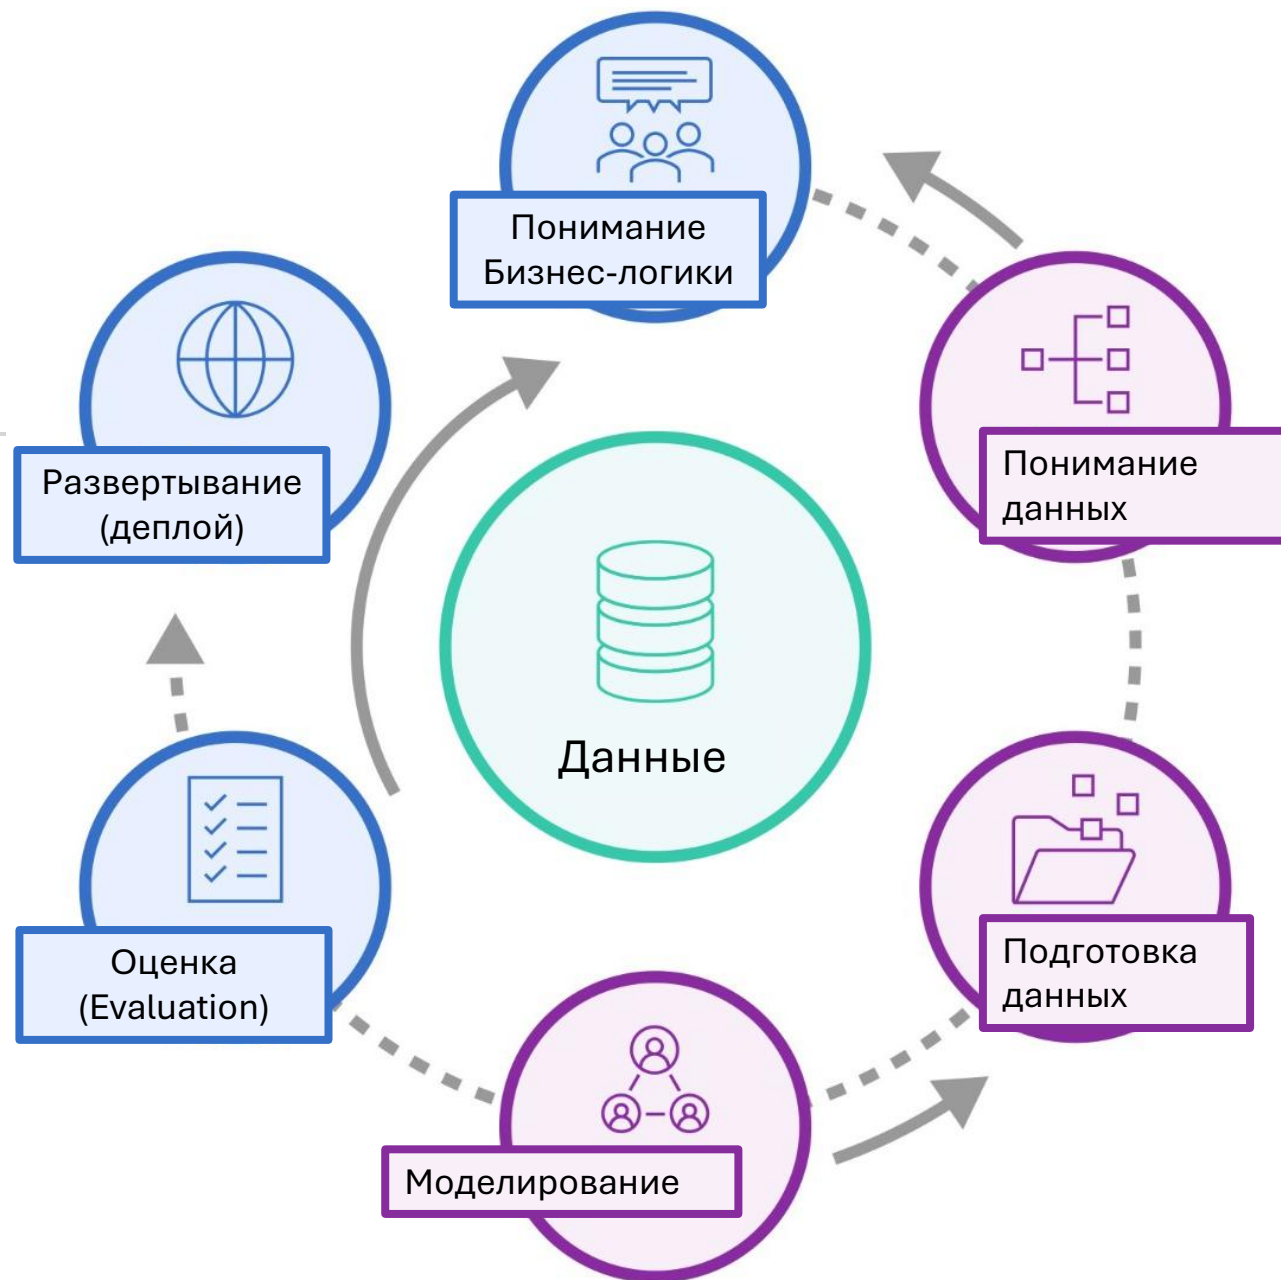 Понимание
Бизнес-логики
Понимание
данных
Подготовка
данных
Моделирование
Оценка
(Evaluation)
Развертывание
(деплой)
Данные